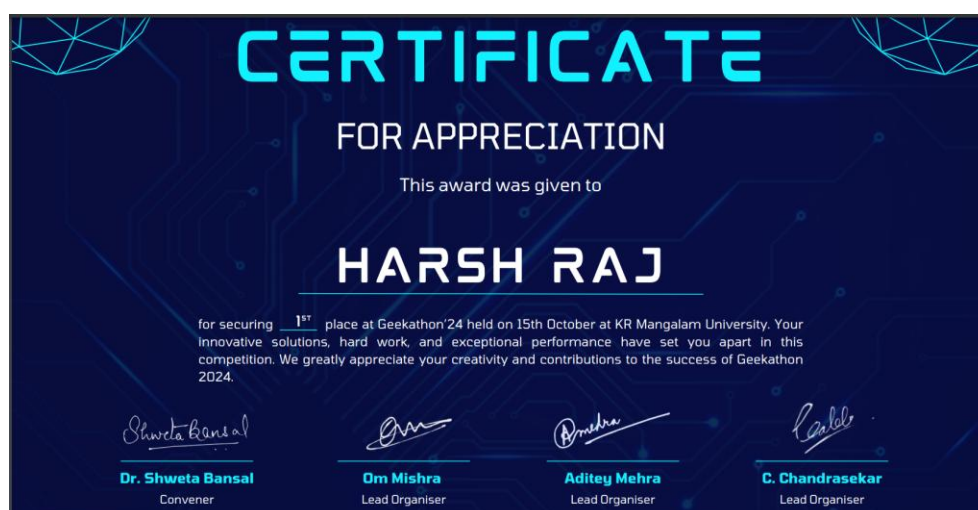 CERTIFICATE
FOR APPRECIATION
This award was given to
HARSH RAJ
for securing 1ST place at Geekathon'24 held on 15th October at KR Mangalam University. Your
innovative solutions, hard work, and exceptional performance have set you apart in this
competition. We greatly appreciate your creativity and contributions to the success of Geekathon
2024.
Shweta Bansal
Dr. Shweta Bansal
Om Mishra
Aditey Mehra
C. Chandrasekar
Convener
Lead Organiser
Lead Organiser
Lead Organiser